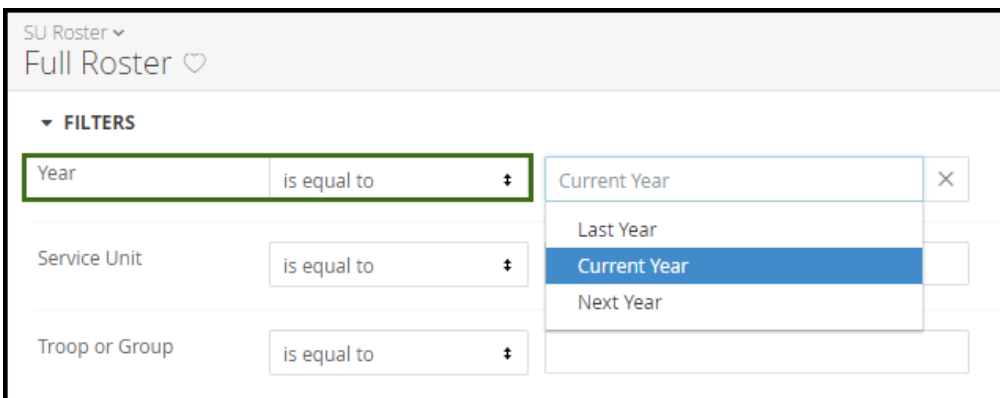 SU Roster
Full Roster
FILTERS
Year is equal to Current Year
Last Year
Service Unit is equal to Current Year
Next Year
Troop or Group is equal to